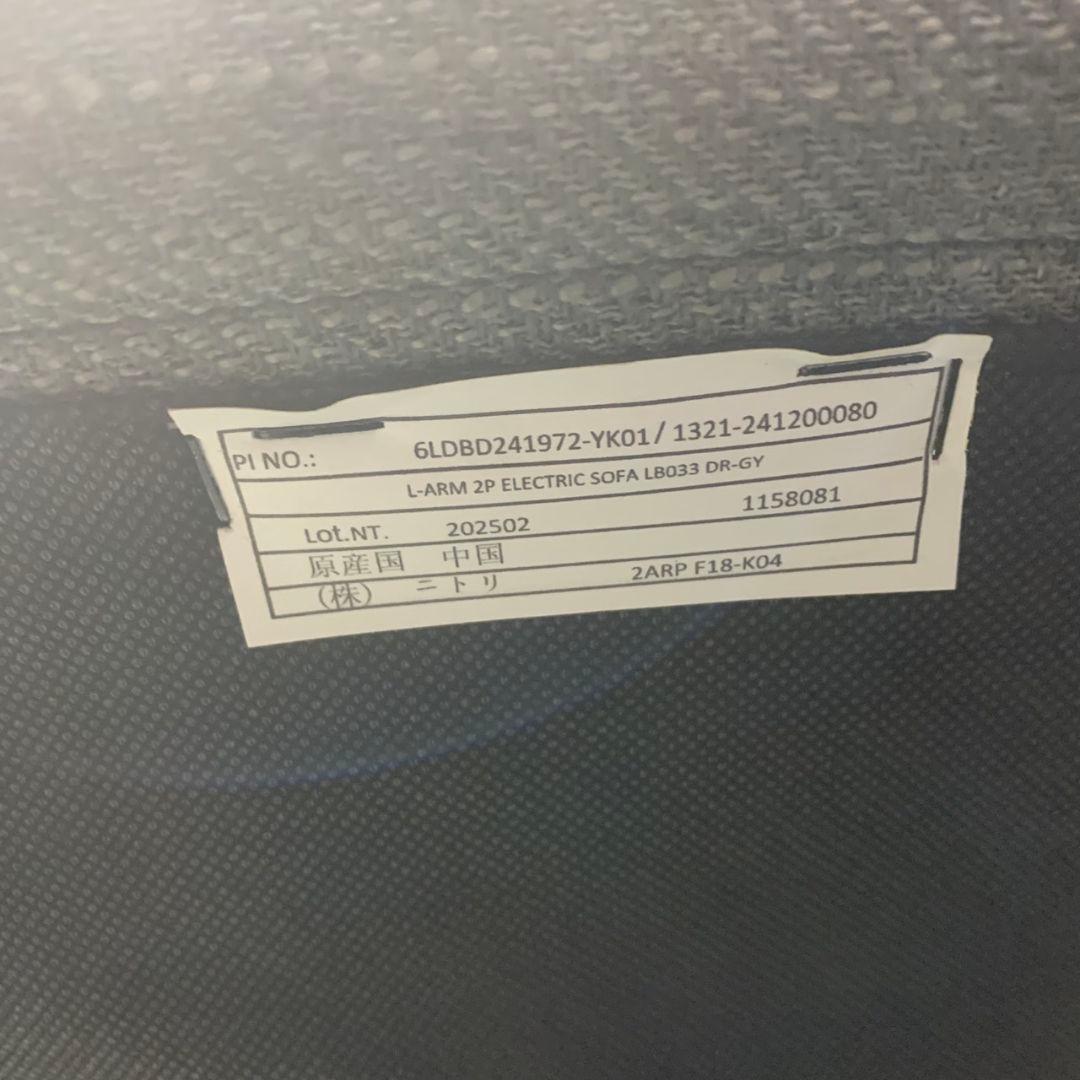 PI NO.: 6LDBD241972-YK01/ 1321-241200080
L-ARM 2P ELECTRIC SOFA LB033 DR-GY
Lot.NT. 202502 1158081
原産国 中国
(株) ニトリ 2ARP F18-K04